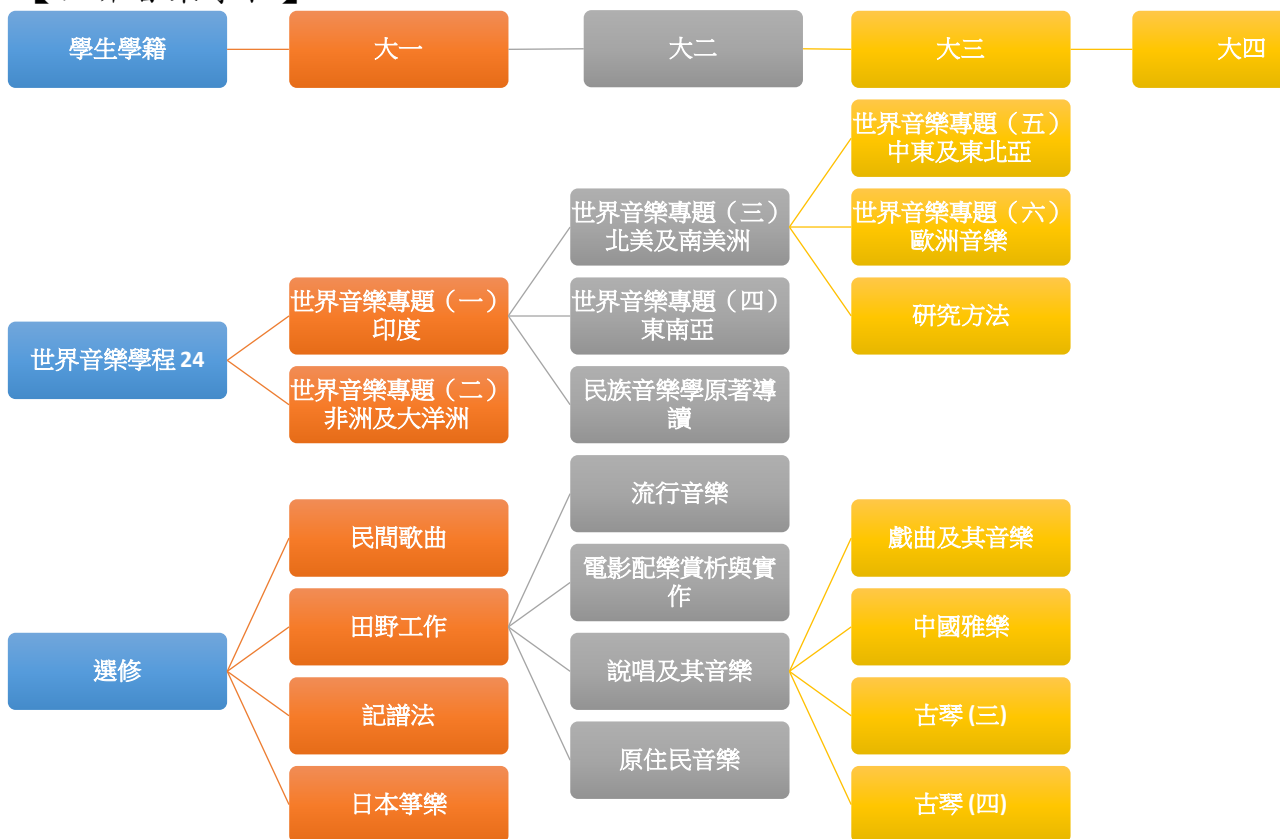 學生學籍
大一
大二
大三
大四
世界音樂學程 24
世界音樂專題（一）
印度
世界音樂專題（二）
非洲及大洋洲
世界音樂專題（三）
北美及南美洲
世界音樂專題（四）
東南亞
民族音樂學原著導
讀
世界音樂專題（五）
中東及東北亞
世界音樂專題（六）
歐洲音樂
研究方法
選修
民間歌曲
田野工作
記譜法
日本箏樂
流行音樂
電影配樂賞析與實
作
說唱及其音樂
原住民音樂
戲曲及其音樂
中國雅樂
古琴 (三)
古琴 (四)